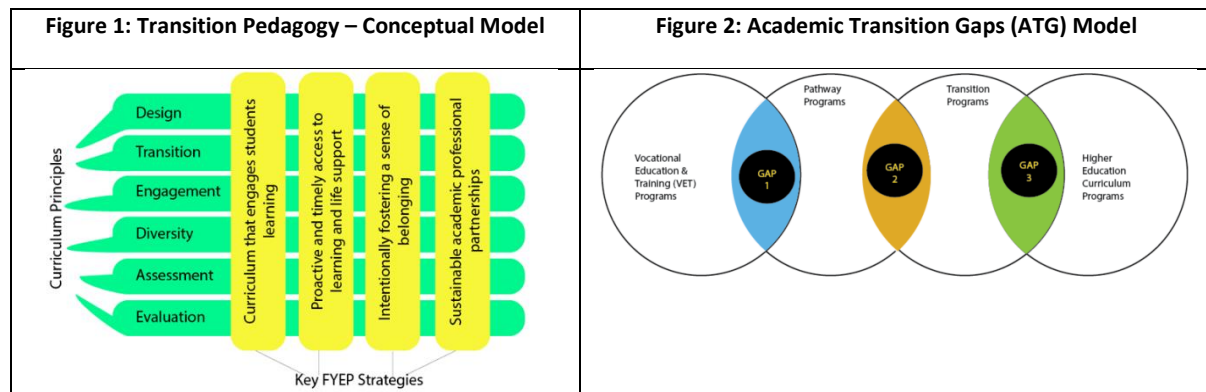 Figure 1: Transition Pedagogy – Conceptual Model
Figure 2: Academic Transition Gaps (ATG) Model
Curriculum Principles
Design
Transition
Engagement
Diversity
Assessment
Evaluation
Curriculum that engages students
learning
Proactive and timely access to
learning and life support
Intentionally fostering a sense of
belonging
Sustainable academic professional
partnerships
Key FYEP Strategies
Vocational
Education &
Training (VET)
Programs
GAP
1
Pathway
Programs
GAP
2
Transition
Programs
GAP
3
Higher
Education
Curriculum
Programs